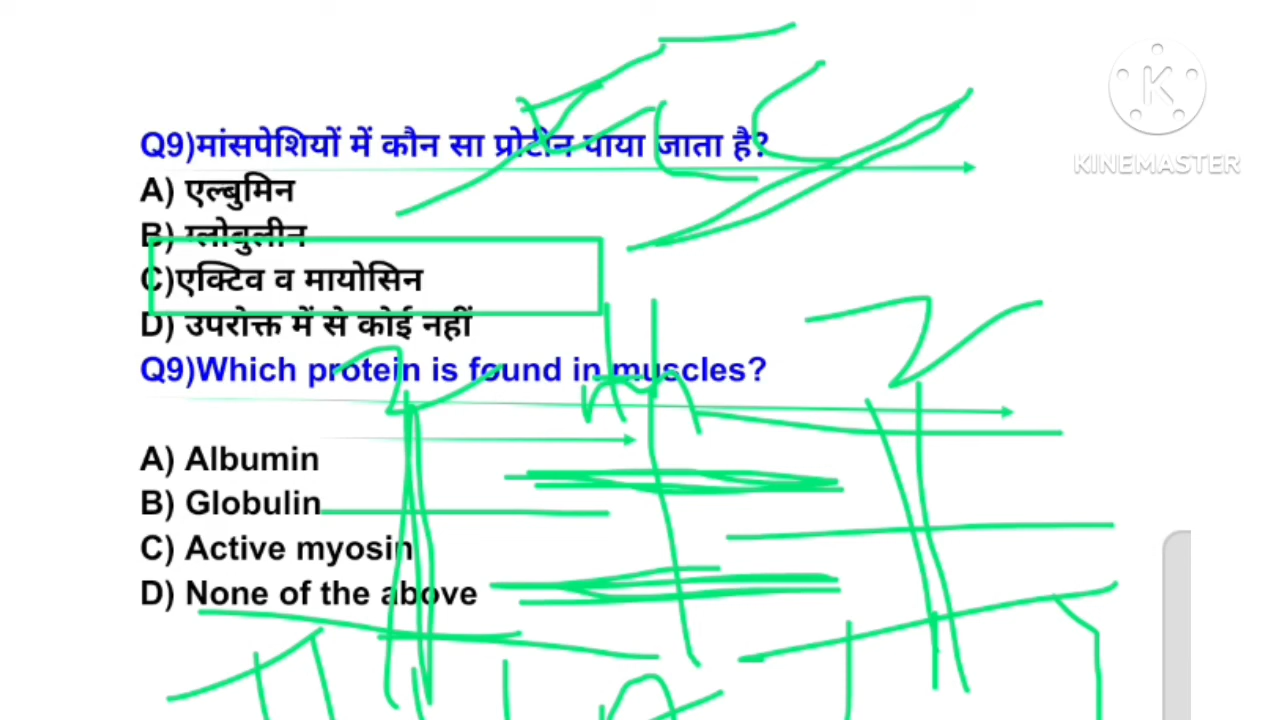 Q9)मांसपेशियों में कौन सा प्रोटीन पाया जाता है?
A) एल्बुमिन
B) ग्लोबुलीन
C)एक्टिव व मायोसिन
D) उपरोक्त में से कोई नहीं
Q9)Which protein is found in muscles?
A) Albumin
B) Globulin
C) Active myosin
D) None of the above
K
KINEMASTER
Z
M
Z